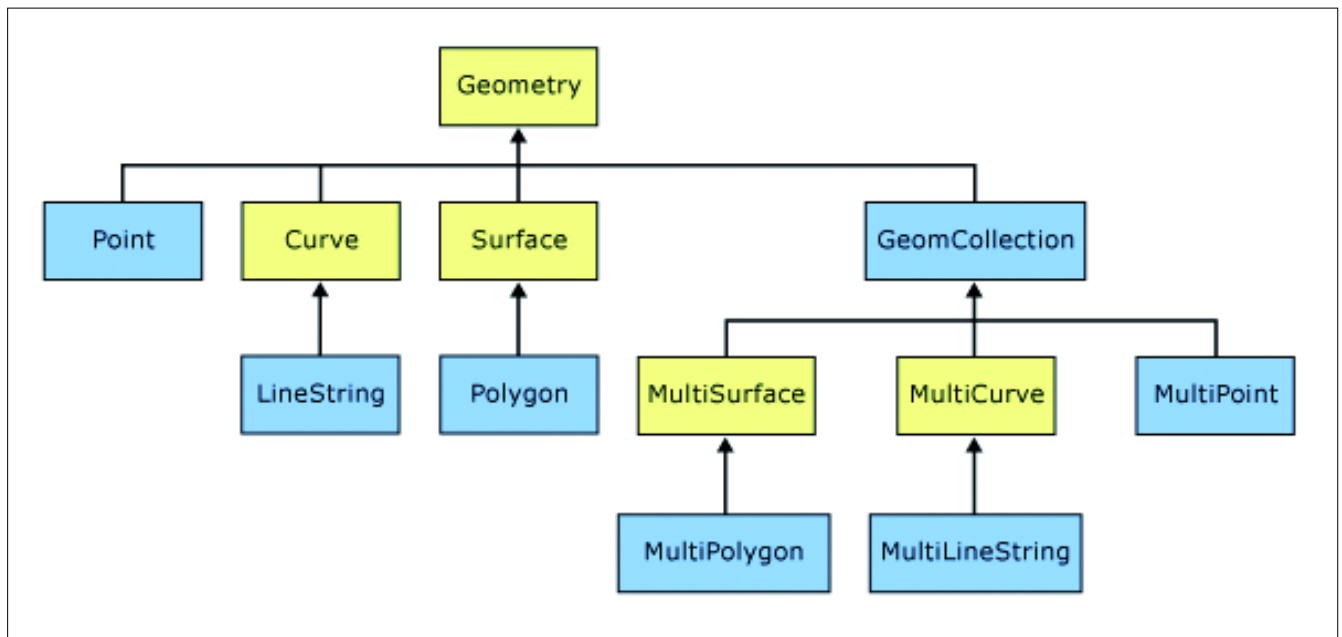 Geometry
Point
Curve
Surface
GeomCollection
LineString
Polygon
MultiSurface
MultiCurve
MultiPoint
MultiPolygon
MultiLineString